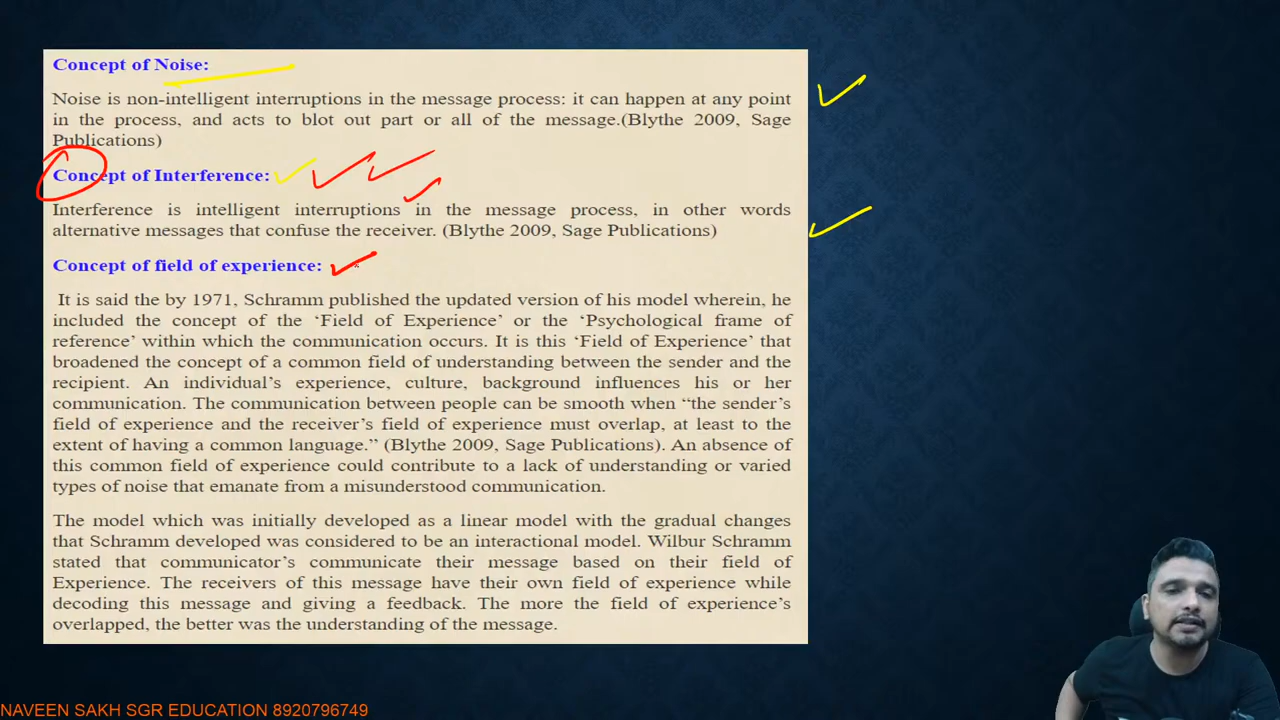 Concept of Noise:
Noise is non-intelligent interruptions in the message process: it can happen at any point
in the process, and acts to blot out part or all of the message.(Blythe 2009, Sage
Publications)
Concept of Interference:
Interference is intelligent interruptions in the message process, in other words
alternative messages that confuse the receiver. (Blythe 2009, Sage Publications)
Concept of field of experience:
It is said the by 1971, Schramm published the updated version of his model wherein, he
included the concept of the ‘Field of Experience’ or the ‘Psychological frame of
reference’ within which the communication occurs. It is this ‘Field of Experience’ that
broadened the concept of a common field of understanding between the sender and the
recipient. An individual’s experience, culture, background influences his or her
communication. The communication between people can be smooth when “the sender’s
field of experience and the receiver’s field of experience must overlap, at least to the
extent of having a common language.” (Blythe 2009, Sage Publications). An absence of
this common field of experience could contribute to a lack of understanding or varied
types of noise that emanate from a misunderstood communication.
The model which was initially developed as a linear model with the gradual changes
that Schramm developed was considered to be an interactional model. Wilbur Schramm
stated that communicator’s communicate their message based on their field of
Experience. The receivers of this message have their own field of experience while
decoding this message and giving a feedback. The more the field of experience’s
overlapped, the better was the understanding of the message.
NAVEEN SAKH SGR EDUCATION 8920796749